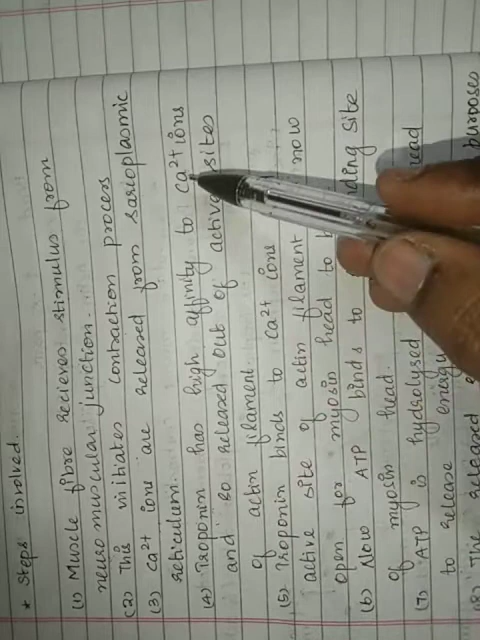 * Steps involved.
(1) Muscle fibre recieves stimulus from
neuromuscular junction.
(2) This initiates contraction process
(3) Ca2+ ions are released from sarcoplasmic
reticulum.
(4) Troponin has high affinity to Ca2+ ions
and so released out of active sites
of actin filament.
(5) Troponin binds to Ca2+ ions
active site of actin filament now
open for myosin head to
(6) Now ATP binds to site
of myosin head.
(7) ATP is hydrolysed
to release energy
(8) The released purposes